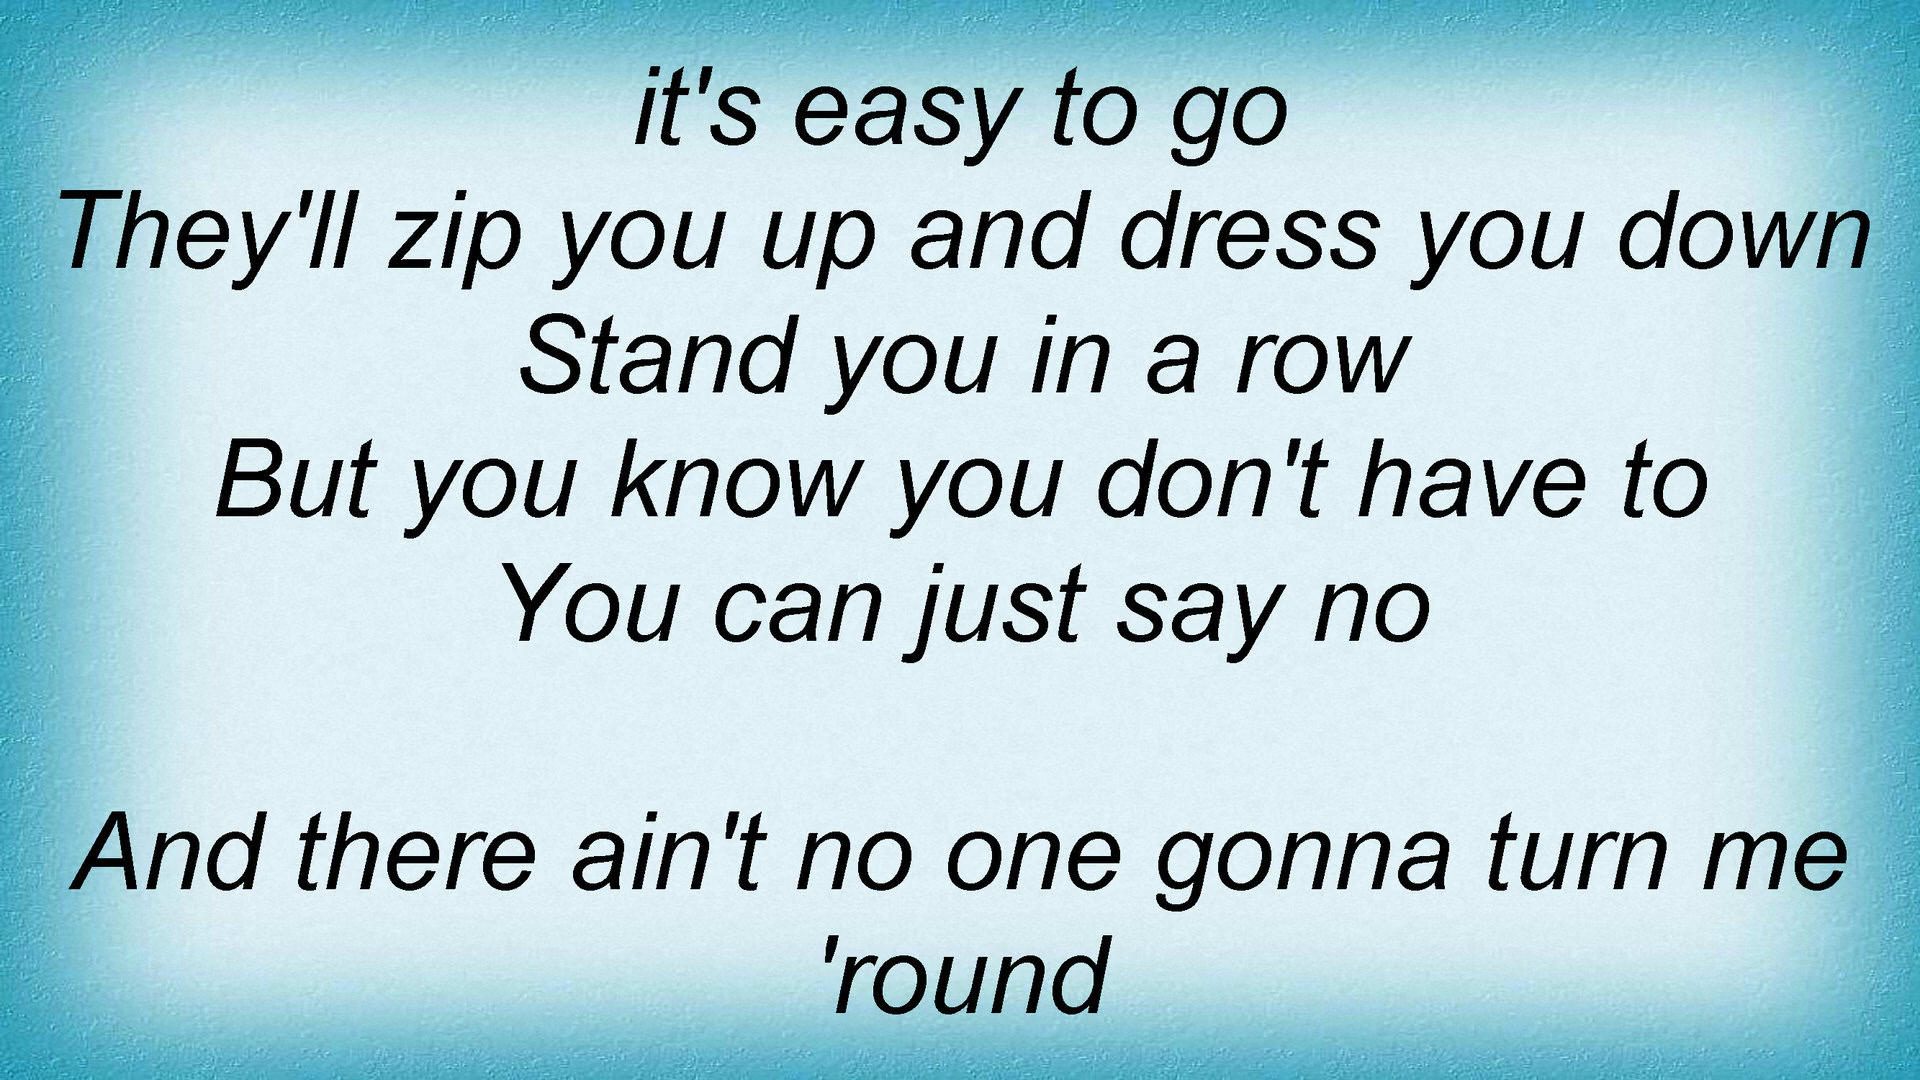 it's easy to go
They'll zip you up and dress you down
Stand you in a row
But you know you don't have to
You can just say no
And there ain't no one gonna turn me
'round